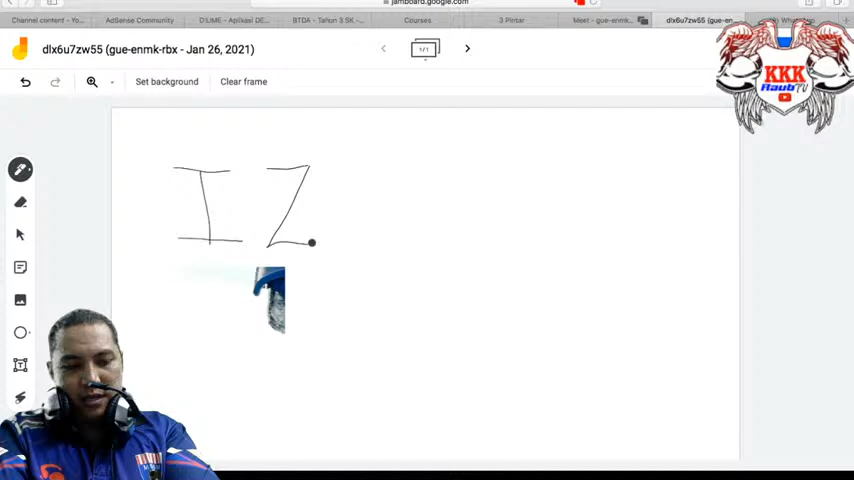 jamboard.google.com
Channel content - Yo...
AdSense Community
D'LIME - Aplikasi DE...
BTDA - Tahun 3 SK -...
Courses
3 Pintar
Meet - gue-enmk...
dlx6u7zw55 (gue-en...
WhatsApp
dlx6u7zw55 (gue-enmk-rbx - Jan 26, 2021)
1/1
Set background
Clear frame
KKK
RaubTV
I Z